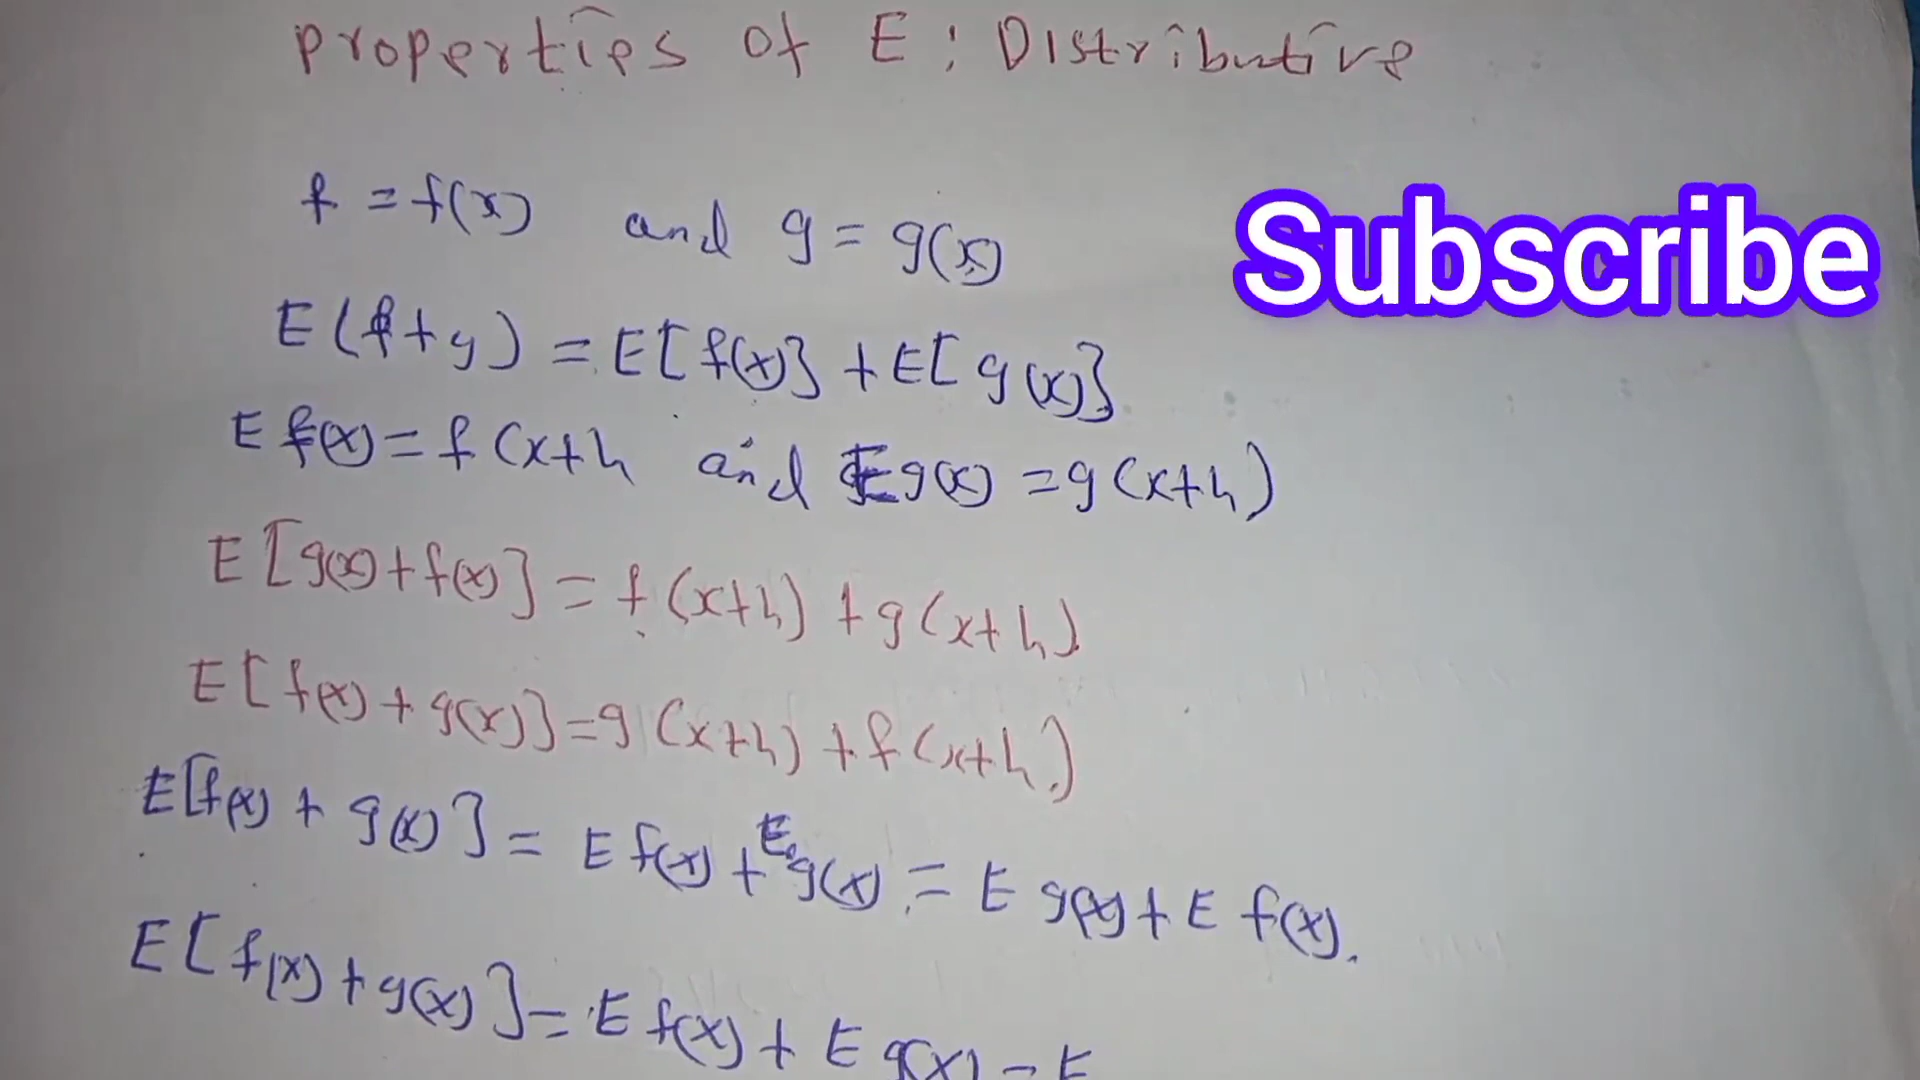 Properties of E : Distributive
f = f(x) and g = g(x)
Subscribe
E(f+g) = E[f(x)] + E[g(x)]
E f(x) = f(x+h and E g(x) = g(x+h)
E[g(x)+f(x)] = f(x+h) + g(x+h)
E[f(x) + g(x)] = g(x+h) + f(x+h)
E[f(x) + g(x)] = E f(x) + E g(x) = E g(x) + E f(x).
E[f(x) + g(x)] = E f(x) + E g(x) = E